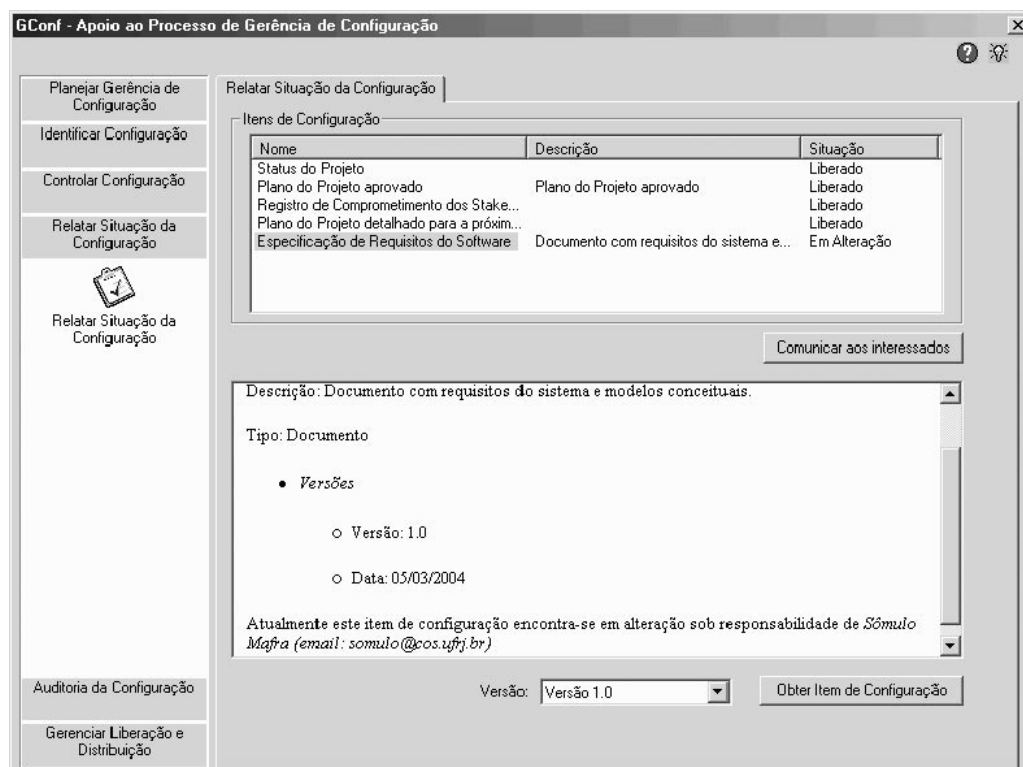 GConf - Apoio ao Processo de Gerência de Configuração
Planejar Gerência de
Configuração
Identificar Configuração
Controlar Configuração
Relatar Situação da
Configuração
Relatar Situação da
Configuração
Auditoria da Configuração
Gerenciar Liberação e
Distribuição
Relatar Situação da Configuração
Itens de Configuração
Nome Descrição Situação
Status do Projeto Liberado
Plano do Projeto aprovado Plano do Projeto aprovado Liberado
Registro de Comprometimento dos Stake... Liberado
Plano do Projeto detalhado para a próxim... Liberado
Especificação de Requisitos do Software Documento com requisitos do sistema e... Em Alteração
Comunicar aos interessados
Descrição: Documento com requisitos do sistema e modelos conceituais.
Tipo: Documento
Versões
Versão: 1.0
Data: 05/03/2004
Atualmente este item de configuração encontra-se em alteração sob responsabilidade de Sômulo
Mafra (email: somulo@cos.ufrj.br)
Versão: Versão 1.0 Obter Item de Configuração